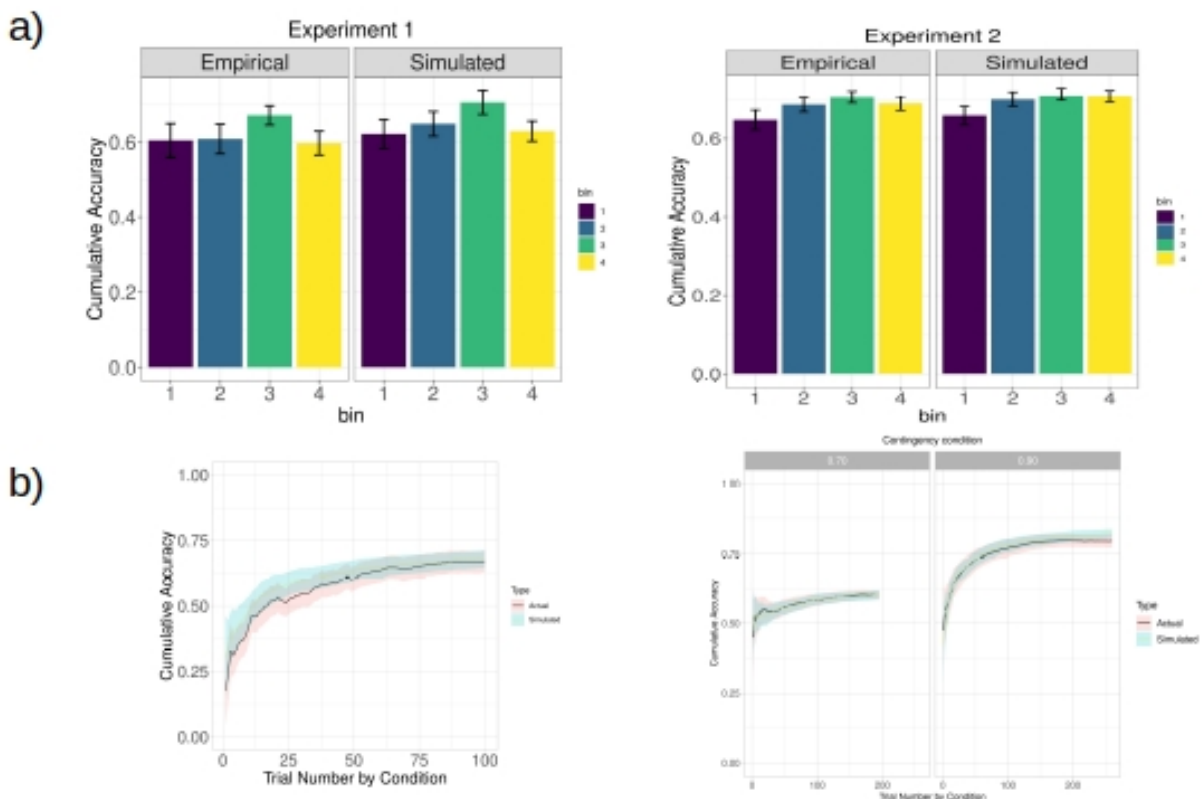 a)
Experiment 1
Empirical Simulated
Cumulative Accuracy
0.6
0.4
0.2
0.0
1 2 3 4 1 2 3 4
bin
bin
1
2
3
4
Experiment 2
Empirical Simulated
Cumulative Accuracy
0.6
0.4
0.2
0.0
1 2 3 4 1 2 3 4
bin
bin
1
2
3
4
b)
Cumulative Accuracy
1.00
0.75
0.50
0.25
0.00
0 25 50 75 100
Trial Number by Condition
Type
Actual
Simulated
Contingency condition
0.70 0.90
Cumulative Accuracy
1.00
0.75
0.50
0.25
0.00
0 100 200 0 100 200
Trial Number by Condition
Type
Actual
Simulated